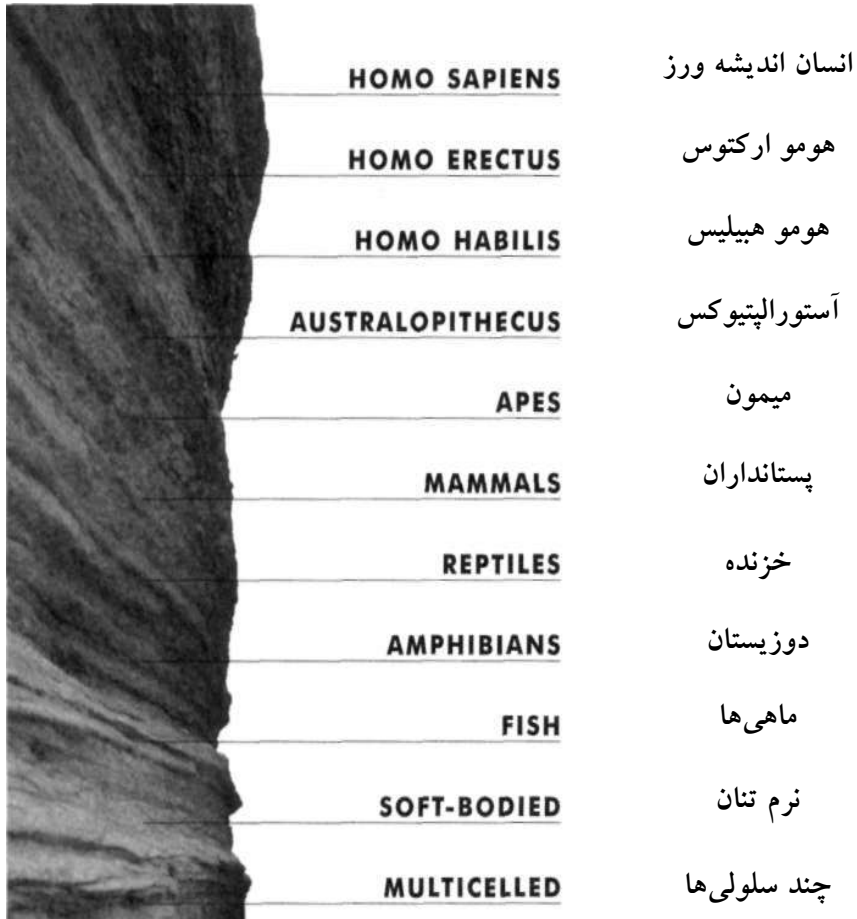 HOMO SAPIENS انسان اندیشه ورز
HOMO ERECTUS هومو ارکتوس
HOMO HABILIS هومو هبیلیس
AUSTRALOPITHECUS آستورالپتیوکس
APES میمون
MAMMALS پستانداران
REPTILES خزنده
AMPHIBIANS دوزیستان
FISH ماهی‌ها
SOFT-BODIED نرم تنان
MULTICELLED چند سلولی‌ها